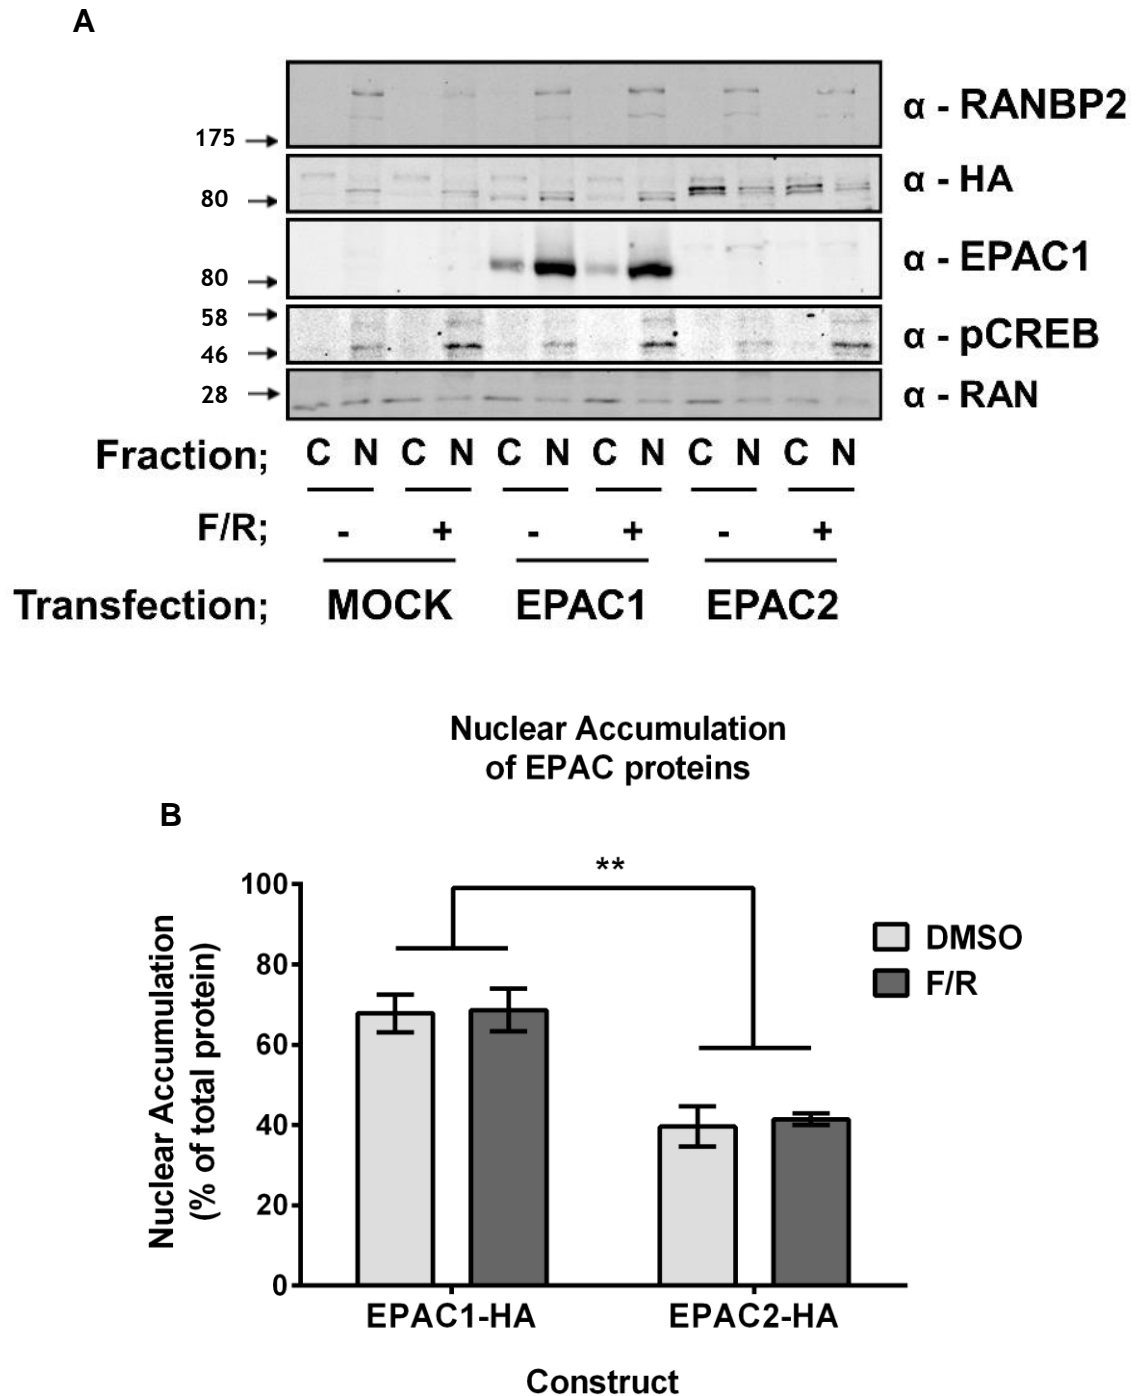 A
α - RANBP2
175
α - HA
80
α - EPAC1
80
58
α - pCREB
46
28
α - RAN
Fraction; C N C N C N C N C N C N
F/R; - + - + - +
Transfection; MOCK EPAC1 EPAC2
Nuclear Accumulation
of EPAC proteins
B
**
100
80
60
40
20
0
Nuclear Accumulation
(% of total protein)
DMSO
F/R
EPAC1-HA EPAC2-HA
Construct